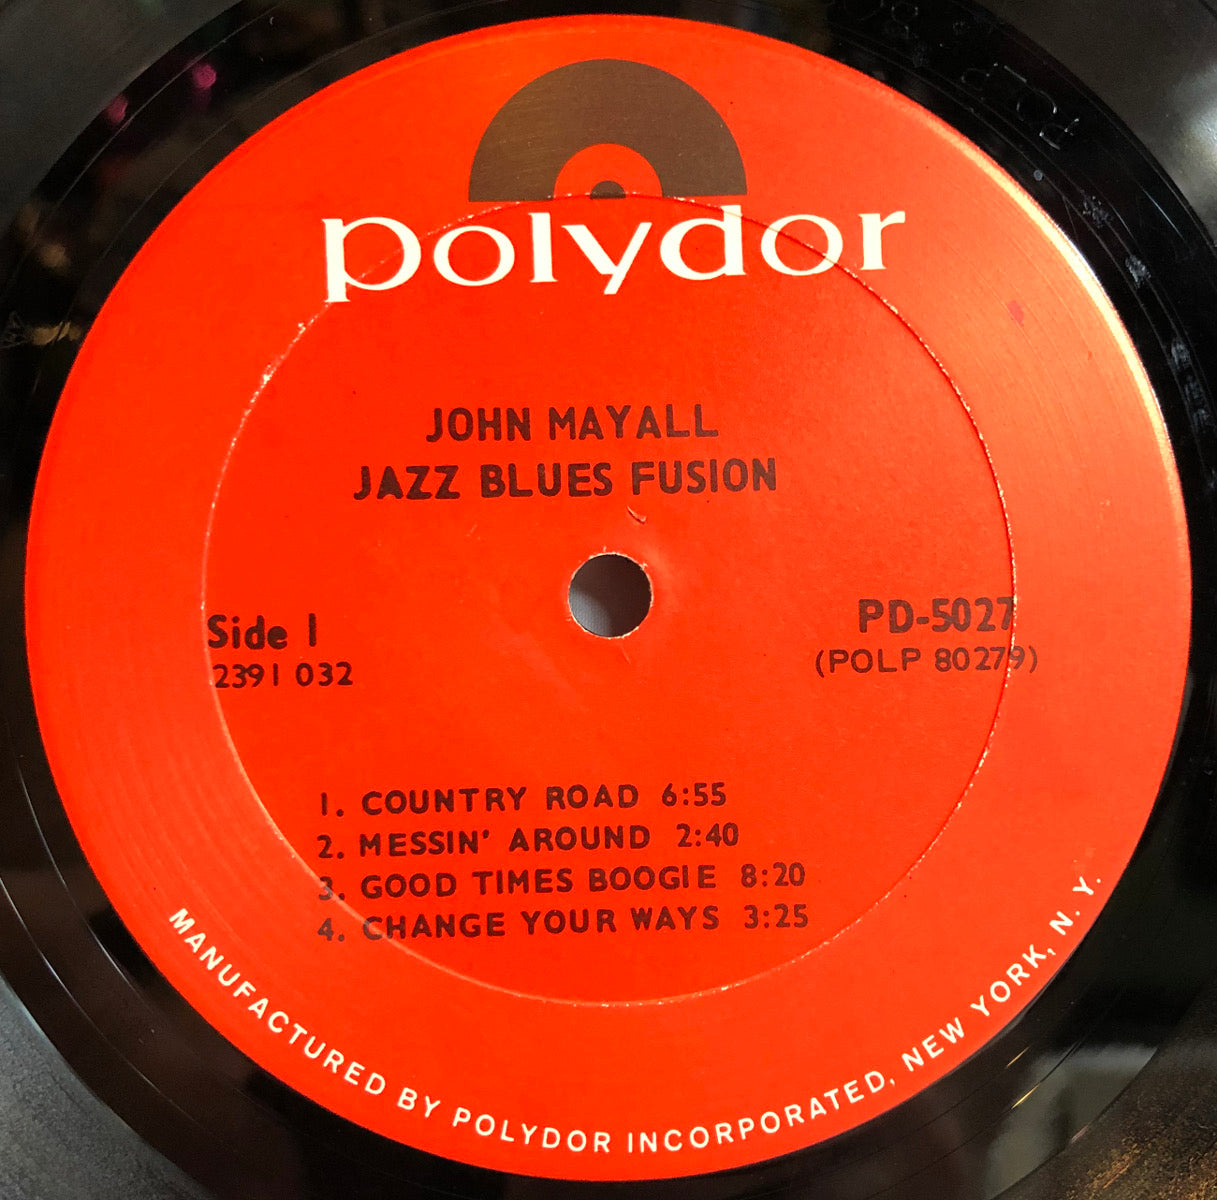 polydor
JOHN MAYALL
JAZZ BLUES FUSION
Side 1
2391 032
PD-5027
(POLP 80279)
1. COUNTRY ROAD 6:55
2. MESSIN' AROUND 2:40
3. GOOD TIMES BOOGIE 8:20
4. CHANGE YOUR WAYS 3:25
MANUFACTURED BY POLYDOR INCORPORATED, NEW YORK, N. Y.